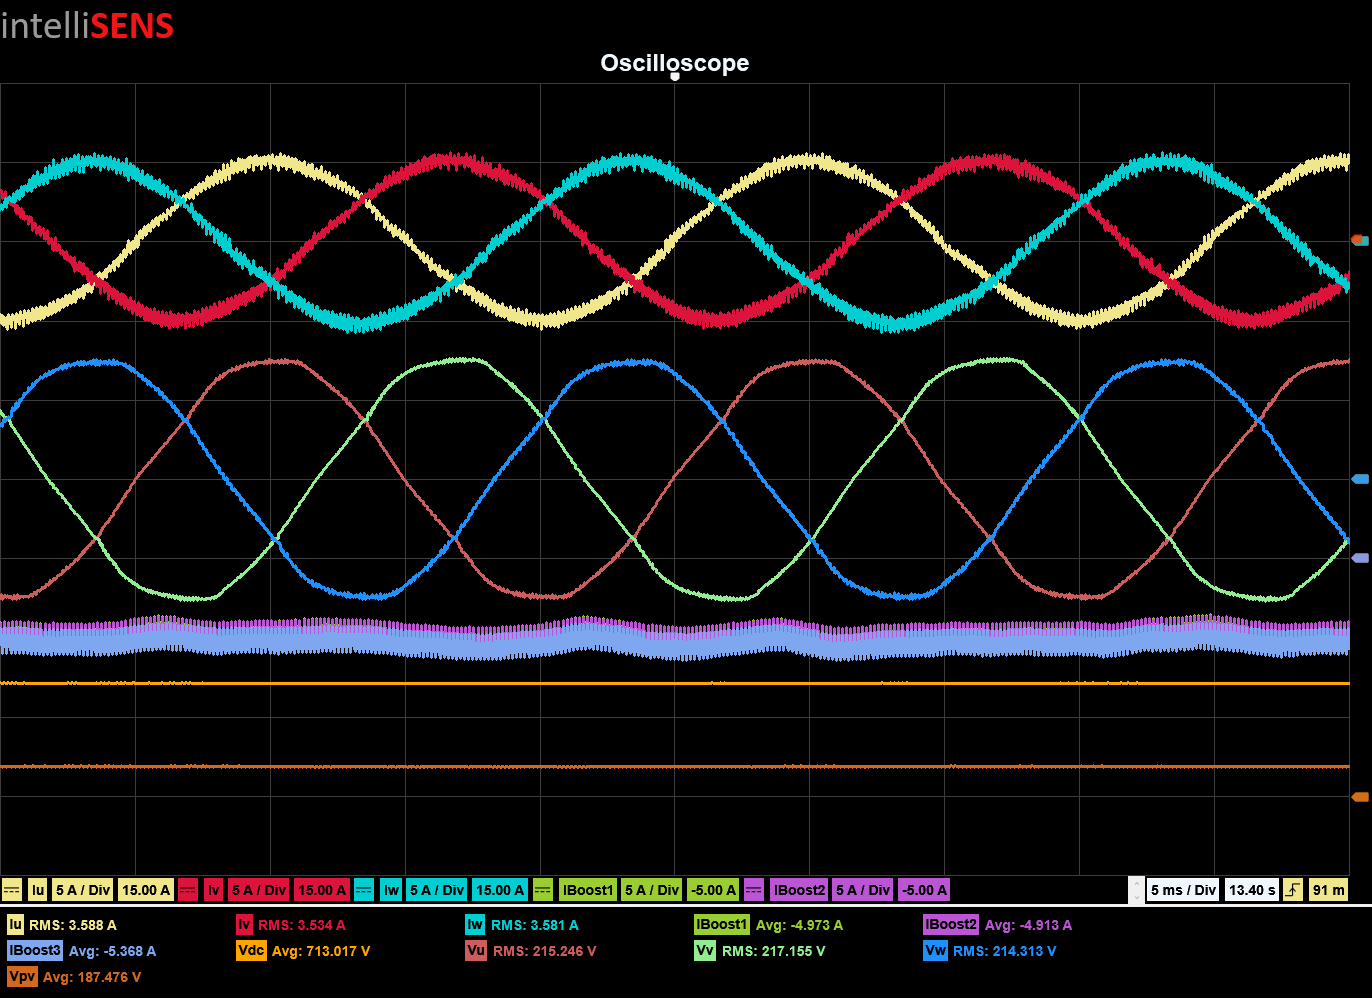 intelliSENS
Oscilloscope
Iu 5 A / Div 15.00 A Iv 5 A / Div 15.00 A Iw 5 A / Div 15.00 A IBoost1 5 A / Div -5.00 A IBoost2 5 A / Div -5.00 A 5 ms / Div 13.40 s 91 m
Iu RMS: 3.588 A Iv RMS: 3.534 A Iw RMS: 3.581 A IBoost1 Avg: -4.973 A IBoost2 Avg: -4.913 A
IBoost3 Avg: -5.368 A Vdc Avg: 713.017 V Vu RMS: 215.246 V Vv RMS: 217.155 V Vw RMS: 214.313 V
Vpv Avg: 187.476 V